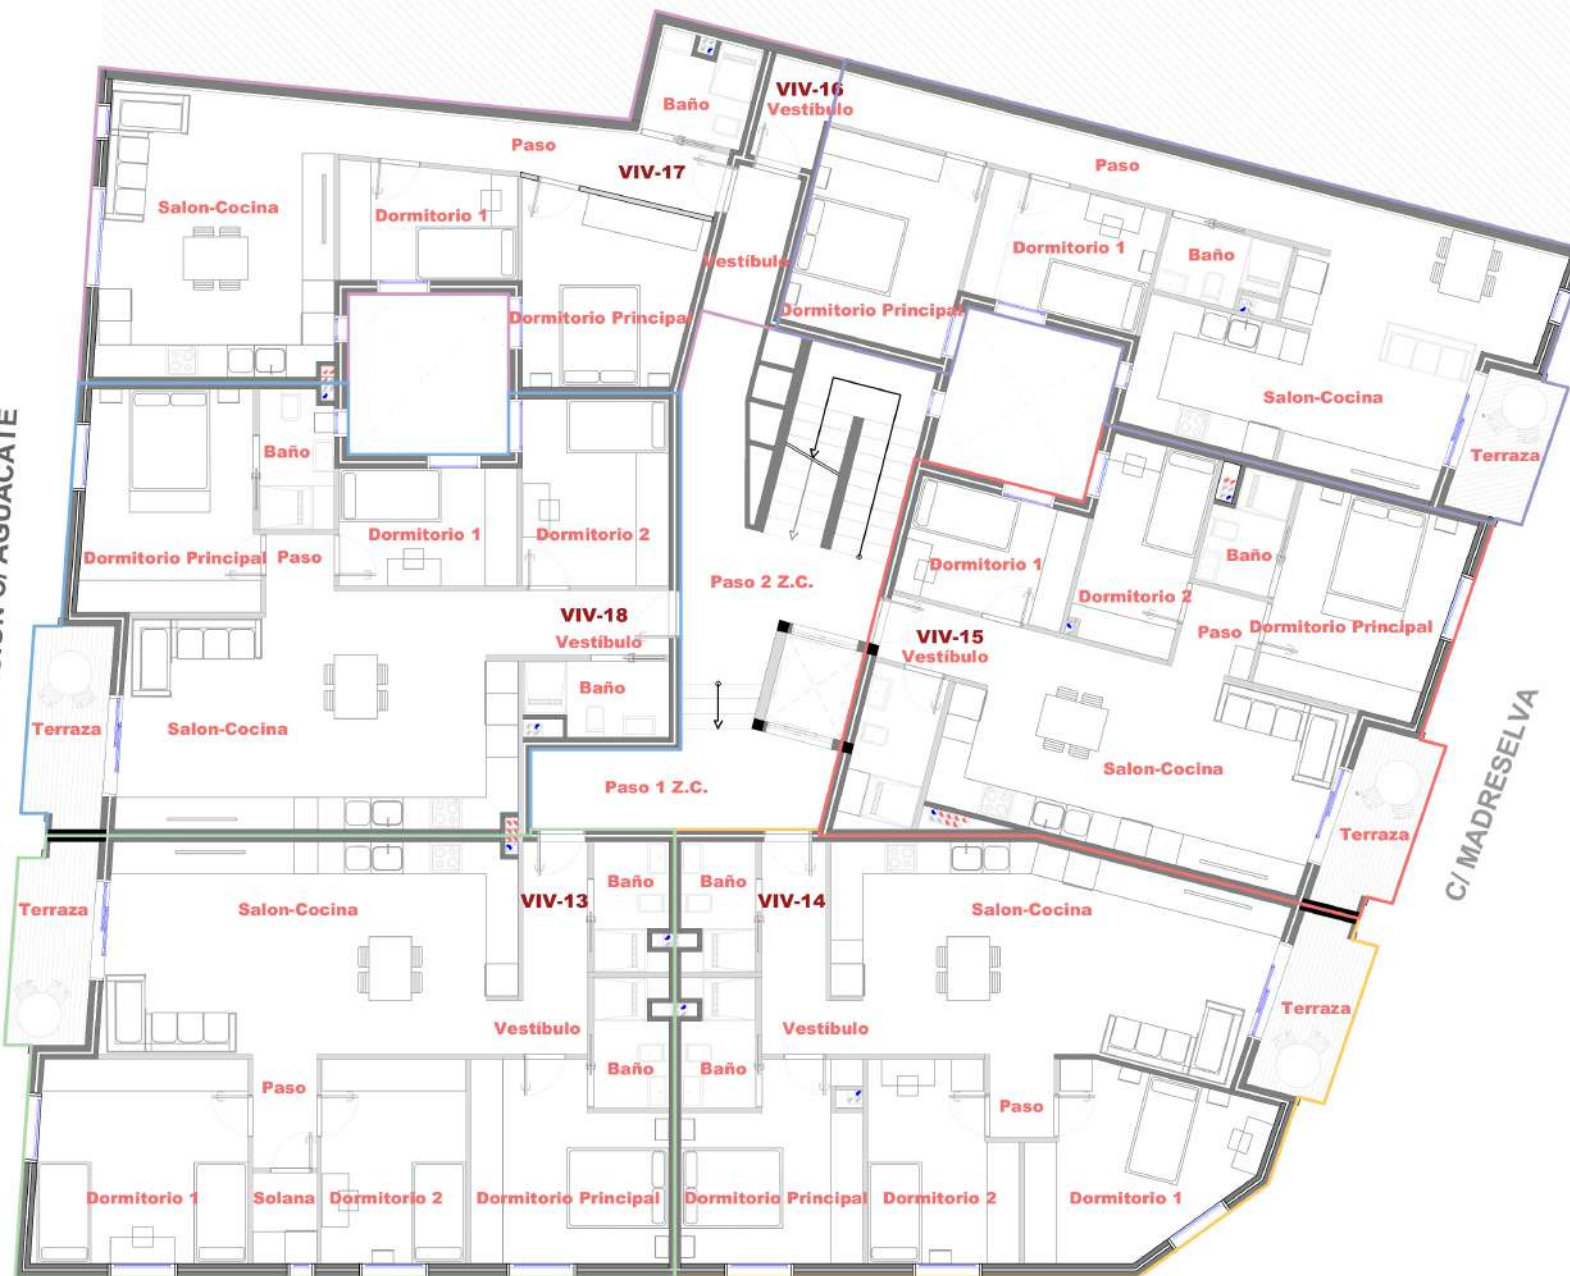 VIV-16
Vestíbulo
Baño
Paso
VIV-17
Paso
Salon-Cocina
Dormitorio 1
Vestíbulo
Dormitorio 1
Baño
Dormitorio Principal
Dormitorio Principal
Salon-Cocina
Terraza
C/ AGUACATE
Baño
Dormitorio Principal
Paso
Dormitorio 1
Dormitorio 2
Paso 2 Z.C.
Dormitorio 1
Baño
Dormitorio 2
VIV-18
Vestíbulo
VIV-15
Vestíbulo
Paso
Dormitorio Principal
Baño
Terraza
Salon-Cocina
Paso 1 Z.C.
Salon-Cocina
Terraza
C/ MADRESELVA
Terraza
Salon-Cocina
VIV-13
Baño
Baño
VIV-14
Salon-Cocina
Terraza
Vestíbulo
Baño
Baño
Vestíbulo
Paso
Paso
Dormitorio 1
Solana
Dormitorio 2
Dormitorio Principal
Dormitorio Principal
Dormitorio 2
Dormitorio 1